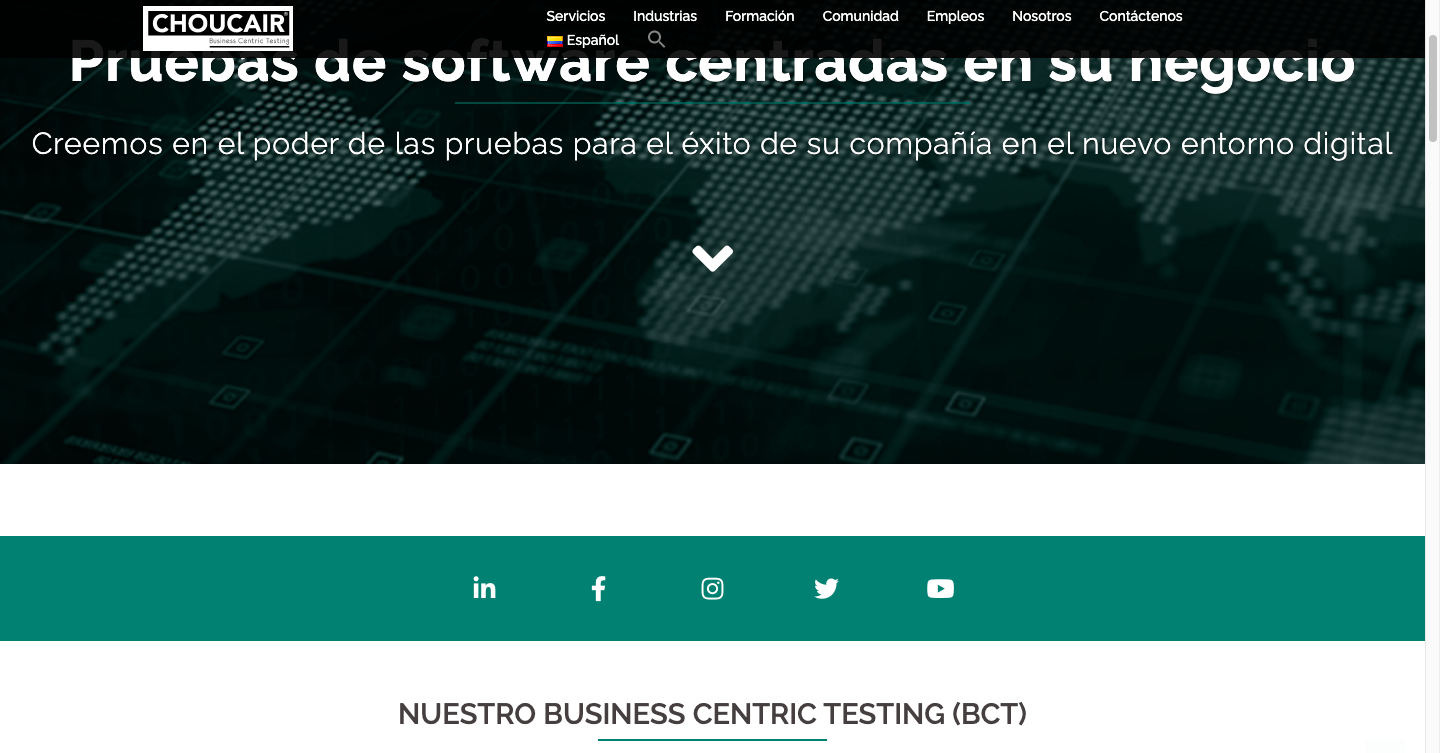 CHOUCAIR®
Business Centric Testing
Servicios Industrias Formación Comunidad Empleos Nosotros Contáctenos
Español
Pruebas de software centradas en su negocio
Creemos en el poder de las pruebas para el éxito de su compañía en el nuevo entorno digital
NUESTRO BUSINESS CENTRIC TESTING (BCT)